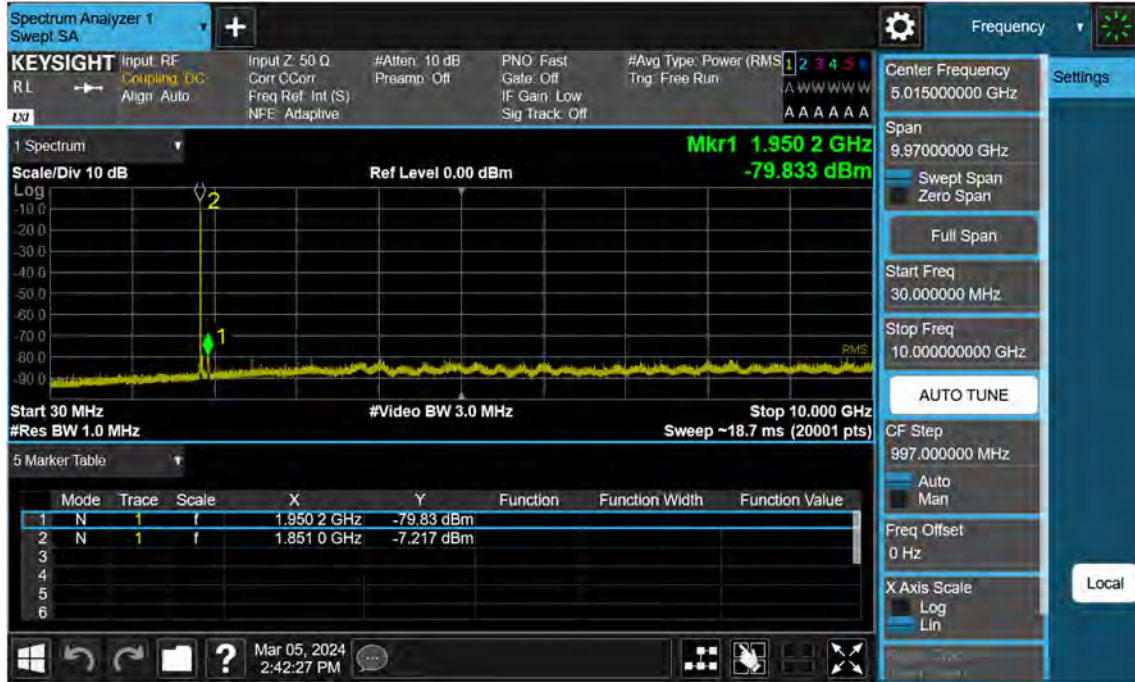 Spectrum Analyzer 1
Swept SA
+
Frequency
KEYSIGHT
RL
LXI
Input: RF
Coupling: DC
Align: Auto
Input Z: 50 Ω
Corr CCorr
Freq Ref: Int (S)
NFE: Adaptive
#Atten: 10 dB
Preamp: Off
PNO: Fast
Gate: Off
IF Gain: Low
Sig Track: Off
#Avg Type: Power (RMS
Trig: Free Run
1 2 3 4 5 6
A W W W W W
A A A A A A
Center Frequency
5.015000000 GHz
Settings
1 Spectrum
Scale/Div 10 dB
Ref Level 0.00 dBm
Mkr1 1.950 2 GHz
-79.833 dBm
Log
-10.0
-20.0
-30.0
-40.0
-50.0
-60.0
-70.0
-80.0
-90.0
2
1
RMS
Start 30 MHz
#Video BW 3.0 MHz
Stop 10.000 GHz
#Res BW 1.0 MHz
Sweep ~18.7 ms (20001 pts)
Span
9.97000000 GHz
Swept Span
Zero Span
Full Span
Start Freq
30.000000 MHz
Stop Freq
10.000000000 GHz
AUTO TUNE
CF Step
997.000000 MHz
Auto
Man
Freq Offset
0 Hz
X Axis Scale
Log
Lin
Local
5 Marker Table
Mode Trace Scale X Y Function Function Width Function Value
1 N 1 f 1.950 2 GHz -79.83 dBm
2 N 1 f 1.851 0 GHz -7.217 dBm
3
4
5
6
?
Mar 05, 2024
2:42:27 PM